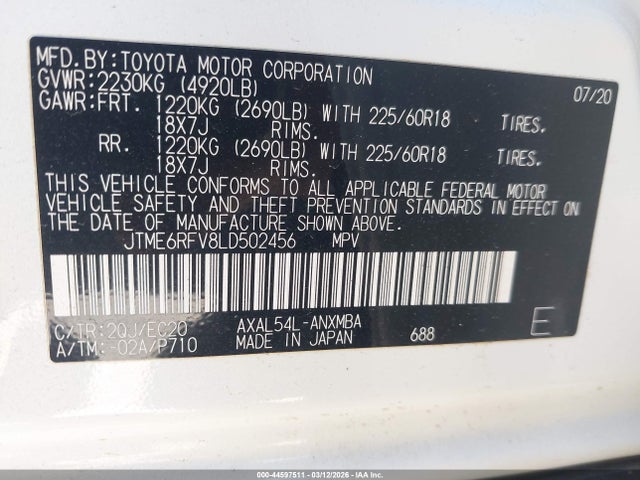 MFD.BY:TOYOTA MOTOR CORPORATION
GVWR:2230KG (4920LB) 07/20
GAWR:FRT. 1220KG (2690LB) WITH 225/60R18 TIRES.
18X7J RIMS.
RR. 1220KG (2690LB) WITH 225/60R18 TIRES.
18X7J RIMS.
THIS VEHICLE CONFORMS TO ALL APPLICABLE FEDERAL MOTOR
VEHICLE SAFETY AND THEFT PREVENTION STANDARDS IN EFFECT ON
THE DATE OF MANUFACTURE SHOWN ABOVE.
JTME6RFV8LD502456 MPV
C/TR:2QJ/EC20 AXAL54L-ANXMBA E
A/TM:-02A/P710 MADE IN JAPAN 688
000-44597511 - 03/12/2026 - IAA